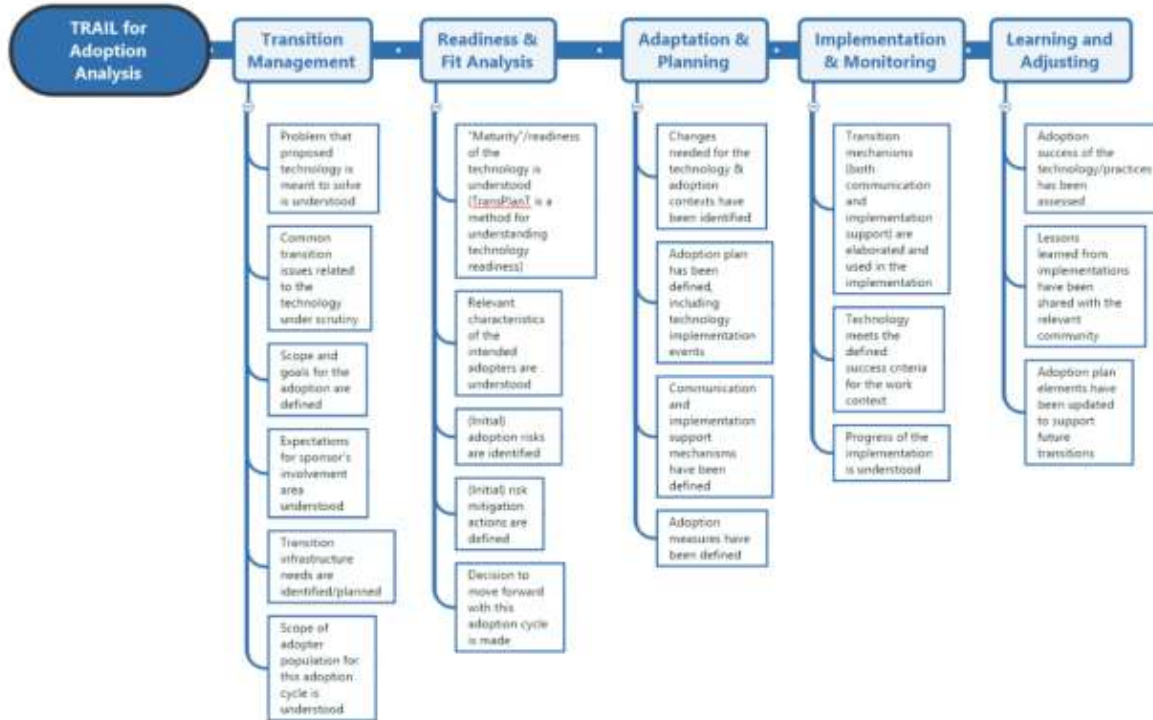 TRAIL for
Adoption
Analysis
Transition
Management
Readiness &
Fit Analysis
Adaptation &
Planning
Implementation
& Monitoring
Learning and
Adjusting
Problem that
proposed
technology is
meant to solve
is understood
Common
transition
issues related
to the
technology
under scrutiny
Scope and
goals for the
adoption are
defined
Expectations
for sponsor's
involvement
area
understood
Transition
infrastructure
needs are
identified/planned
Scope of
adopter
population for
this adoption
cycle is
understood
"Maturity"/readiness
of the
technology is
understood
(TransPlanT is a
method for
understanding
technology
readiness)
Relevant
characteristics
of the
intended
adopters are
understood
(Initial)
adoption risks
are identified
(Initial) risk
mitigation
actions are
defined
Decision to
move forward
with this
adoption cycle
is made
Changes
needed for the
technology &
adoption
contexts have
been identified
Adoption plan
has been
defined,
including
technology
implementation
events
Communication
and
implementation
support
mechanisms
have been
defined
Adoption
measures have
been defined
Transition
mechanisms
(both
communication
and
implementation
support) are
elaborated and
used in the
implementation
Technology
meets the
defined
success criteria
for the work
context
Progress of the
implementation
is understood
Adoption
success of the
technology/practices
has been
assessed
Lessons
learned from
implementations
have been
shared with the
relevant
community
Adoption plan
elements have
been updated
to support
future
transitions